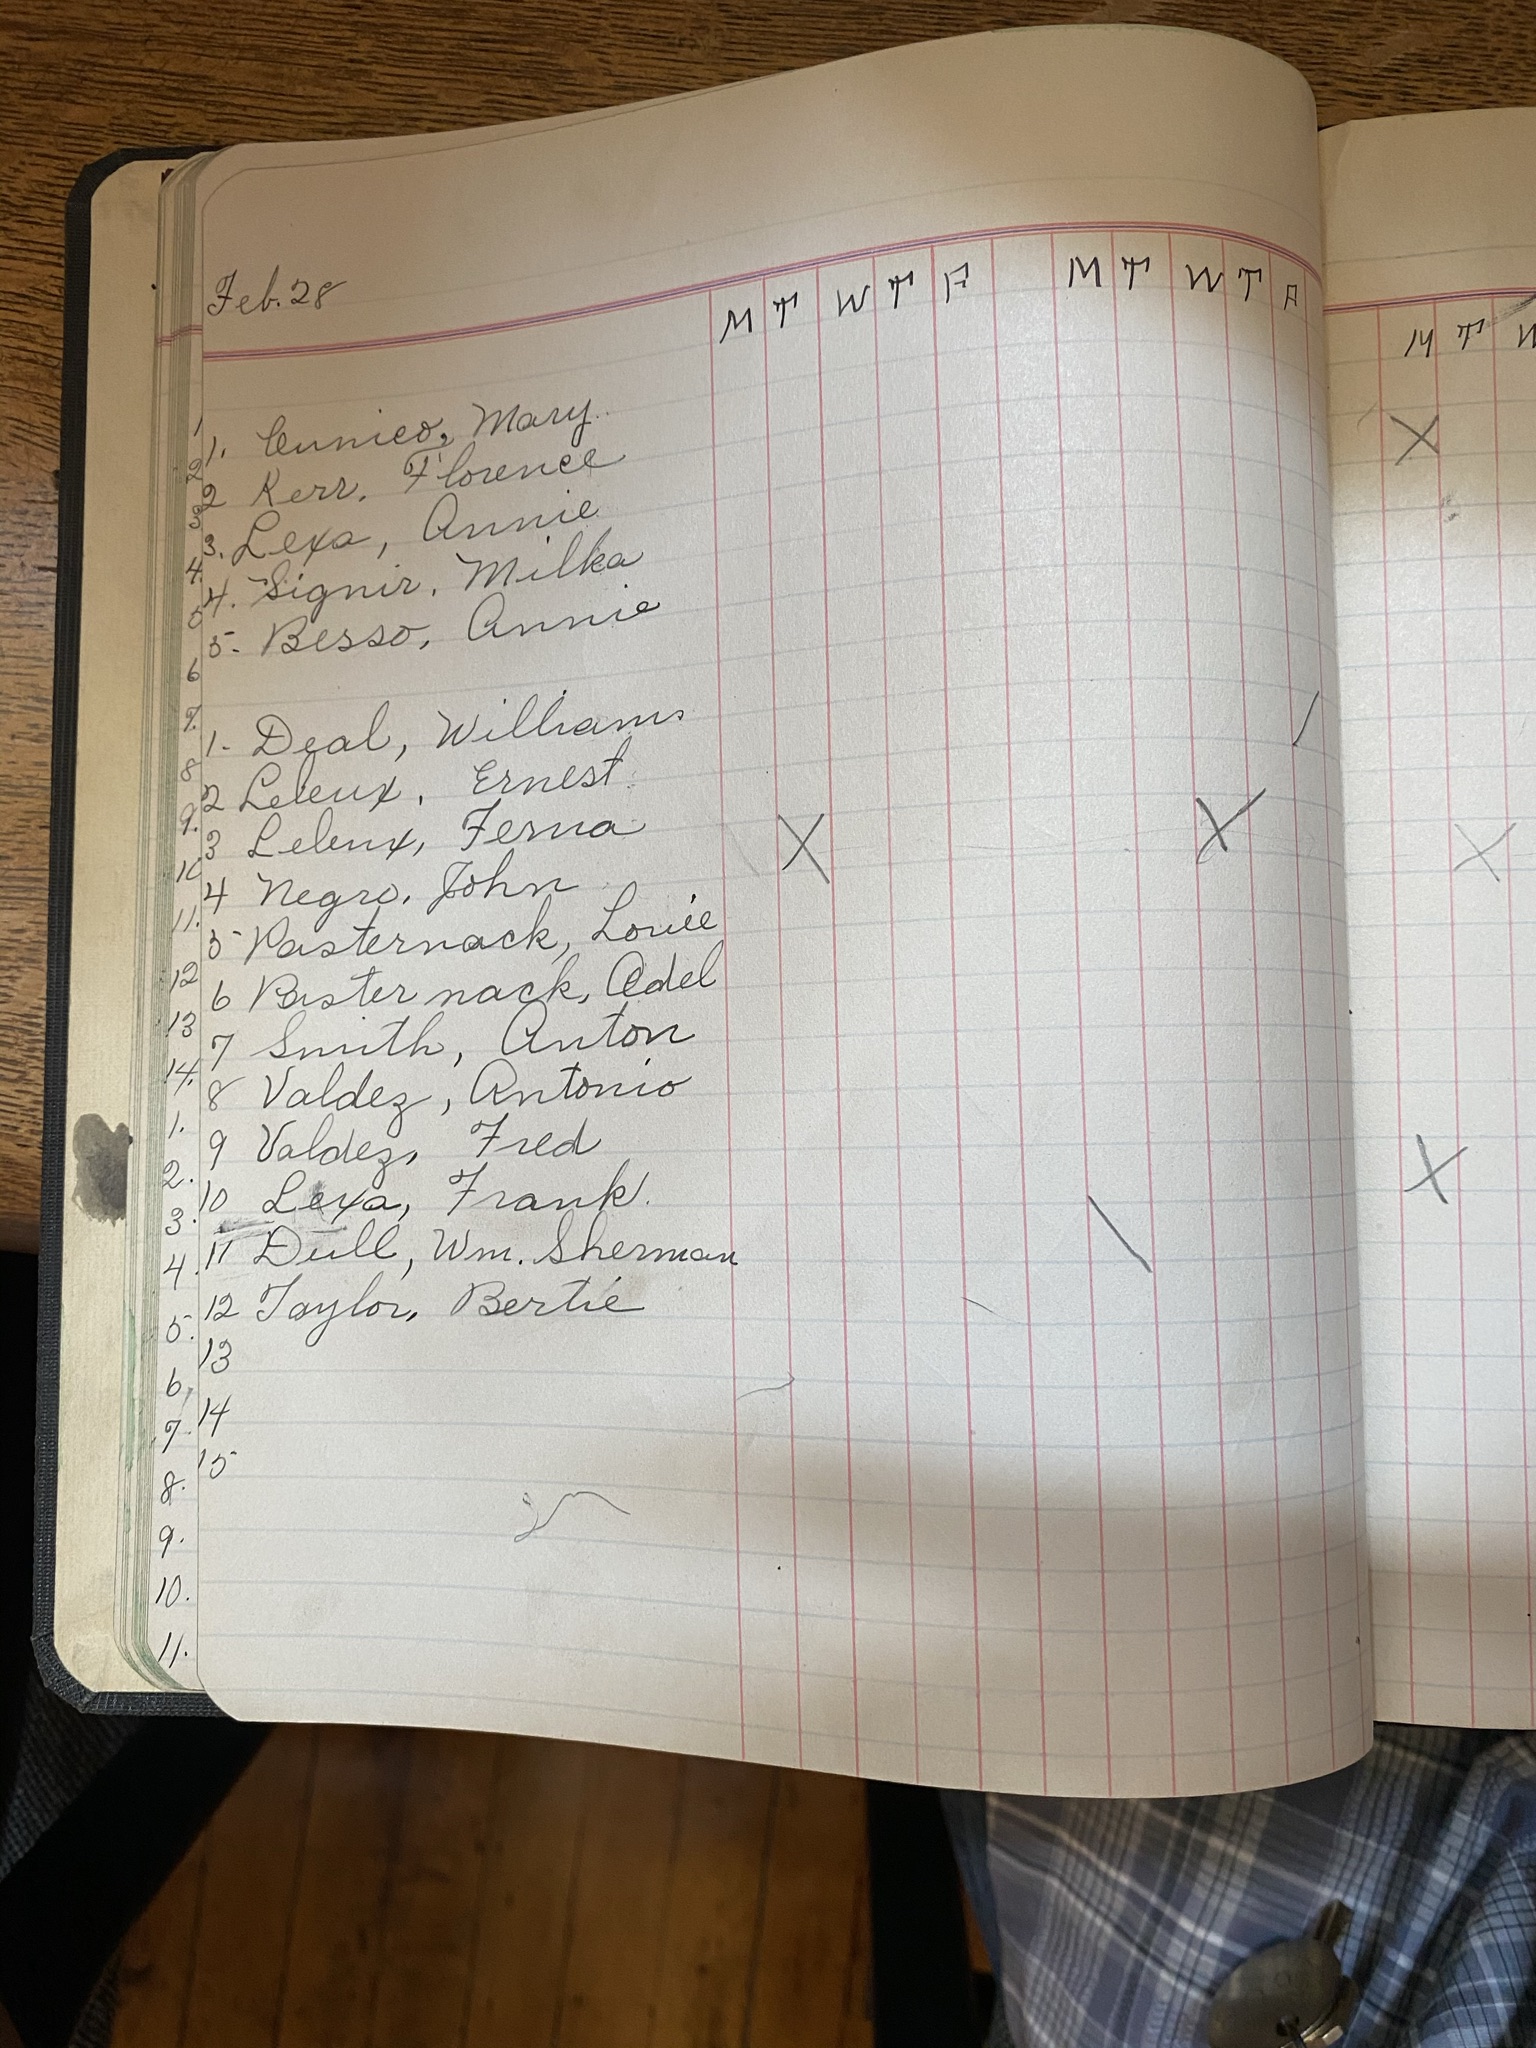 Feb. 28
M T W T F M T W T F
M T W
1. Cunico, Mary
2 Kerr, Florence
3. Lexa, Annie
4. Signir, Milka
5- Besso, Annie
1- Deal, Williams
2 Leleux, Ernest
3 Leleux, Ferna
4 Negro, John
5- Pasternack, Louie
6 Pasternack, Adel
7 Smith, Anton
8 Valdez, Antonio
9 Valdez, Fred
10 Lexa, Frank
11 Dull, Wm. Sherman
12 Taylor, Bertie
13
14
15
1
2
3
4.
5
6
7.
8
9.
10
11.
12
13
14.
1.
2.
3.
4.
5.
6,
7.
8.
9.
10.
11.